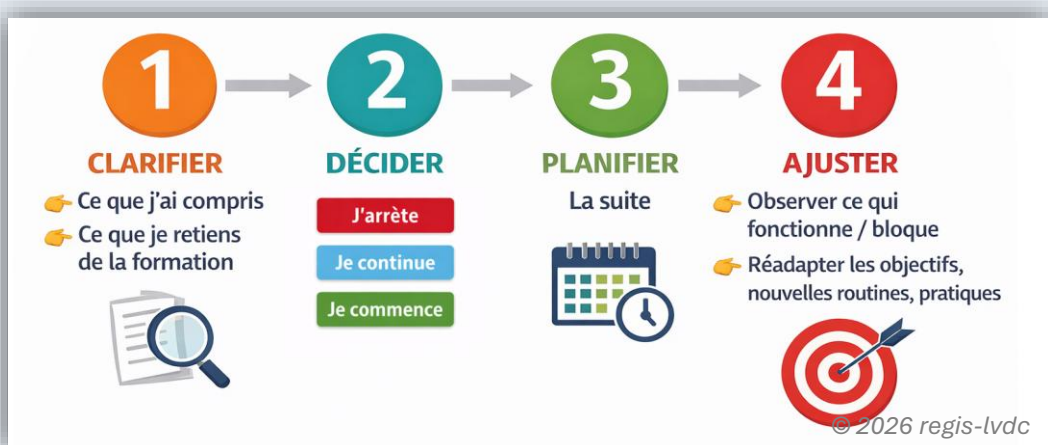 1
2
3
4
CLARIFIER
Ce que j'ai compris
Ce que je retiens
de la formation
DÉCIDER
J'arrête
Je continue
Je commence
PLANIFIER
La suite
AJUSTER
Observer ce qui
fonctionne / bloque
Réadapter les objectifs,
nouvelles routines, pratiques
© 2026 regis-lvdc